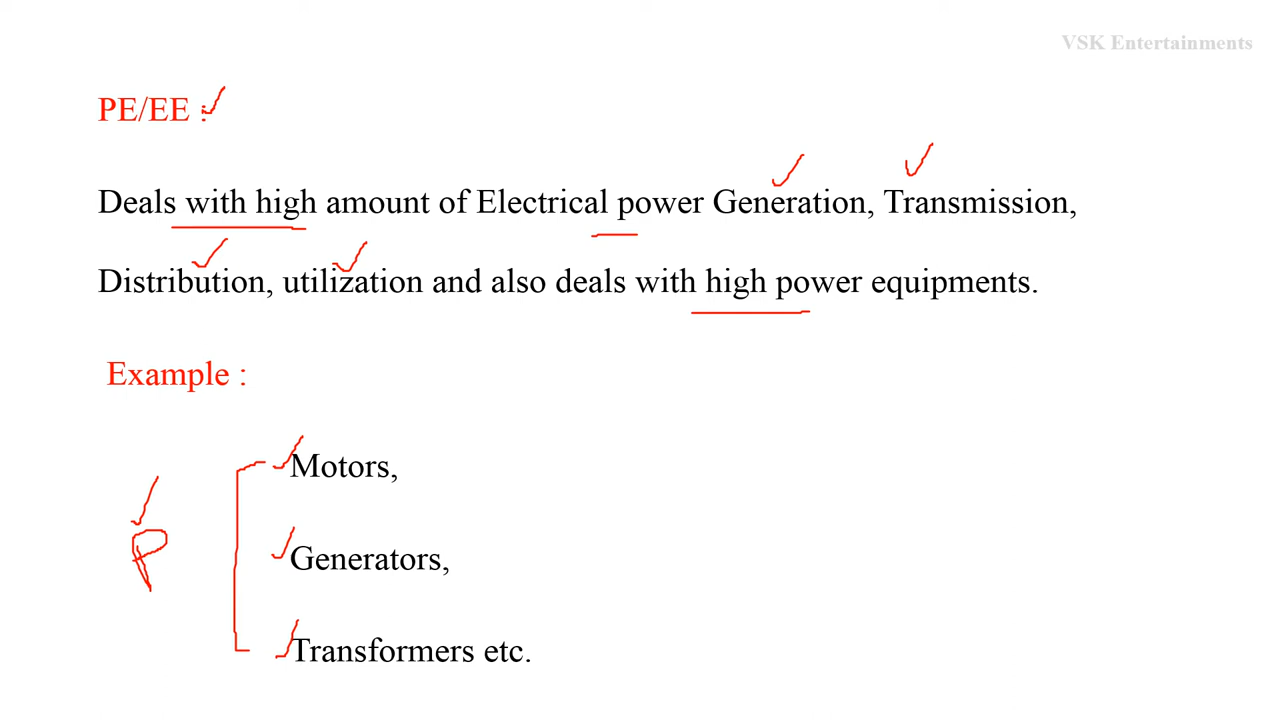 VSK Entertainments
PE/EE :
Deals with high amount of Electrical power Generation, Transmission,
Distribution, utilization and also deals with high power equipments.
Example :
Motors,
P
Generators,
Transformers etc.